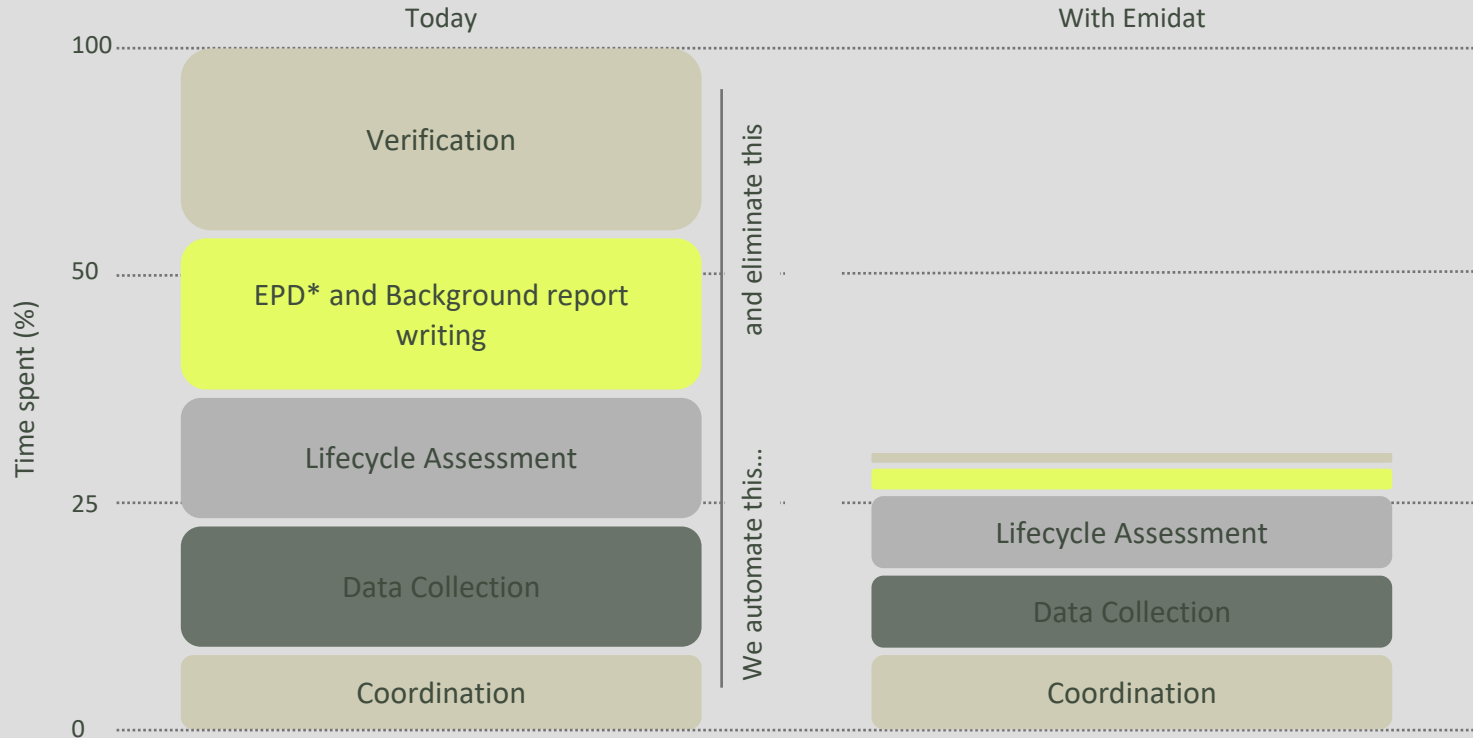 Today
With Emidat
100
50
25
0
Time spent (%)
Verification
EPD* and Background report
writing
Lifecycle Assessment
Data Collection
Coordination
We automate this...
and eliminate this
Lifecycle Assessment
Data Collection
Coordination